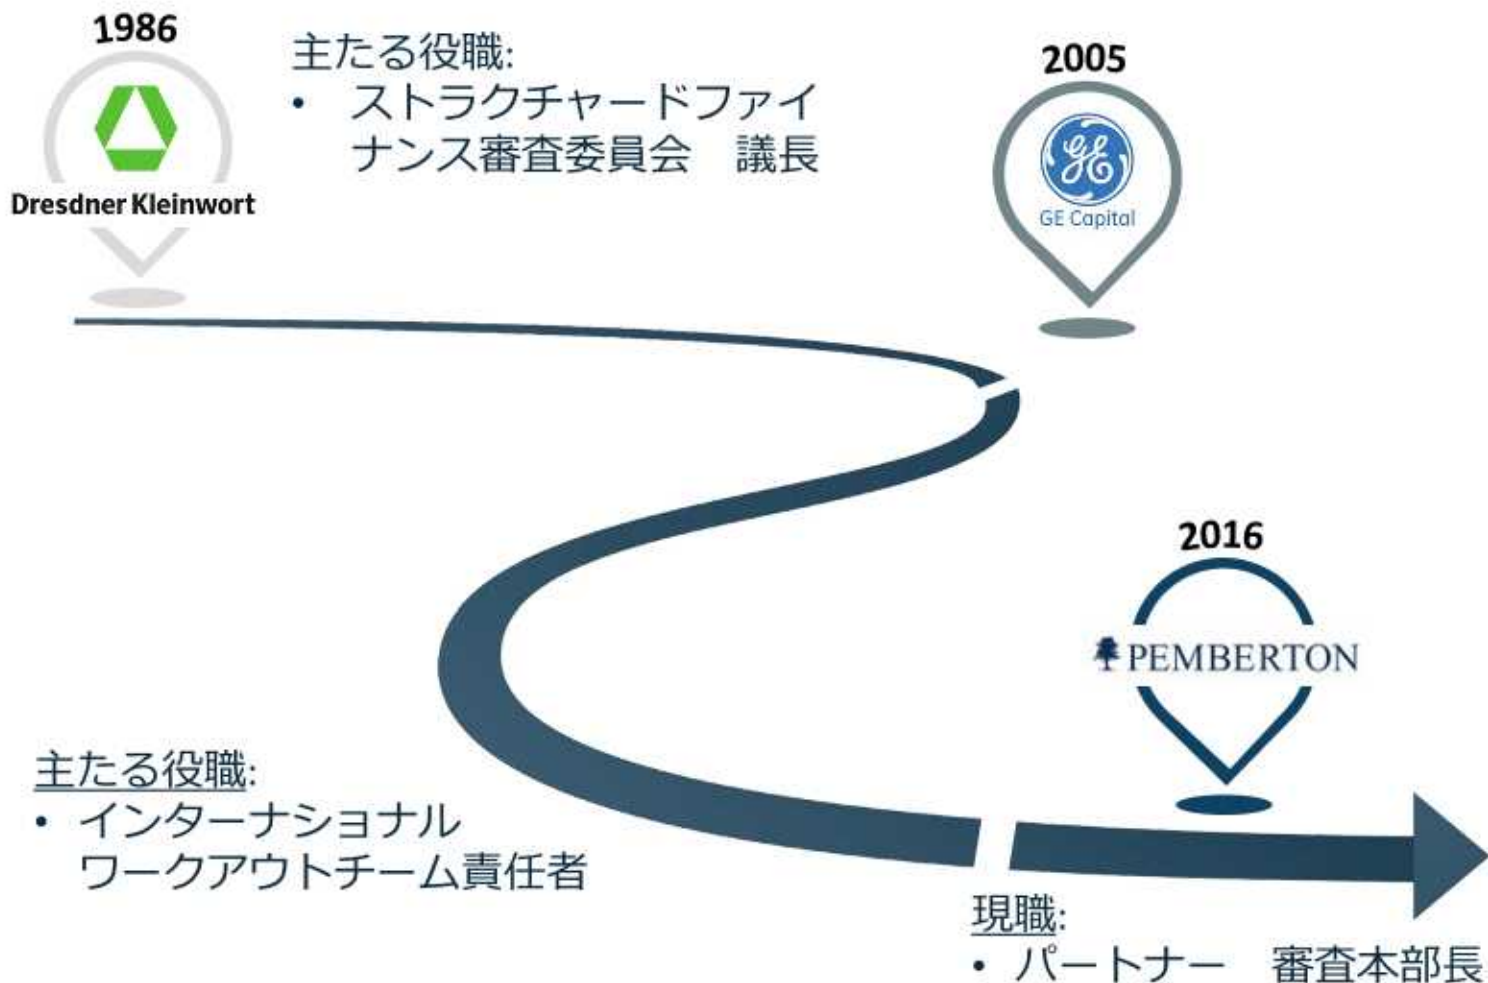 1986
Dresdner Kleinwort
主たる役職:
• ストラクチャードファイ
ナンス審査委員会　議長
2005
GE
GE Capital
2016
PEMBERTON
主たる役職:
• インターナショナル
ワークアウトチーム責任者
現職:
• パートナー　審査本部長